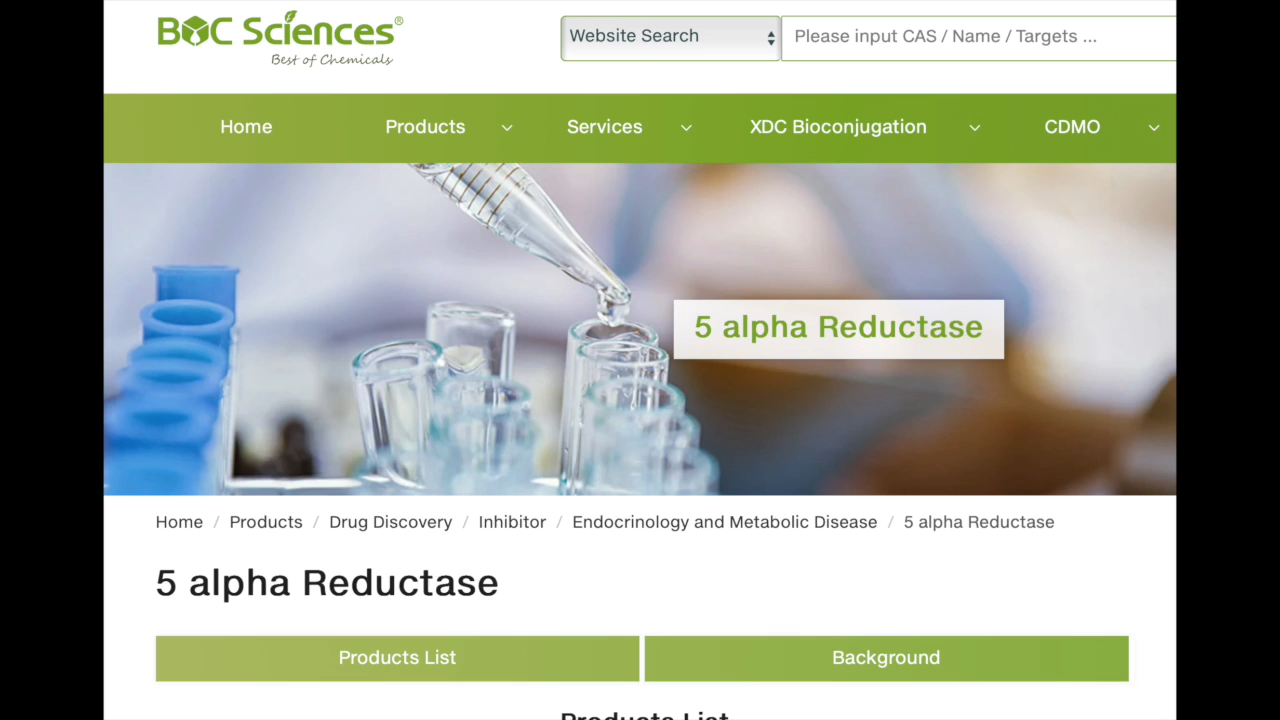 BOC Sciences®
Best of Chemicals
Website Search
Please input CAS / Name / Targets ...
Home Products Services XDC Bioconjugation CDMO
5 alpha Reductase
Home / Products / Drug Discovery / Inhibitor / Endocrinology and Metabolic Disease / 5 alpha Reductase
5 alpha Reductase
Products List Background
Products List